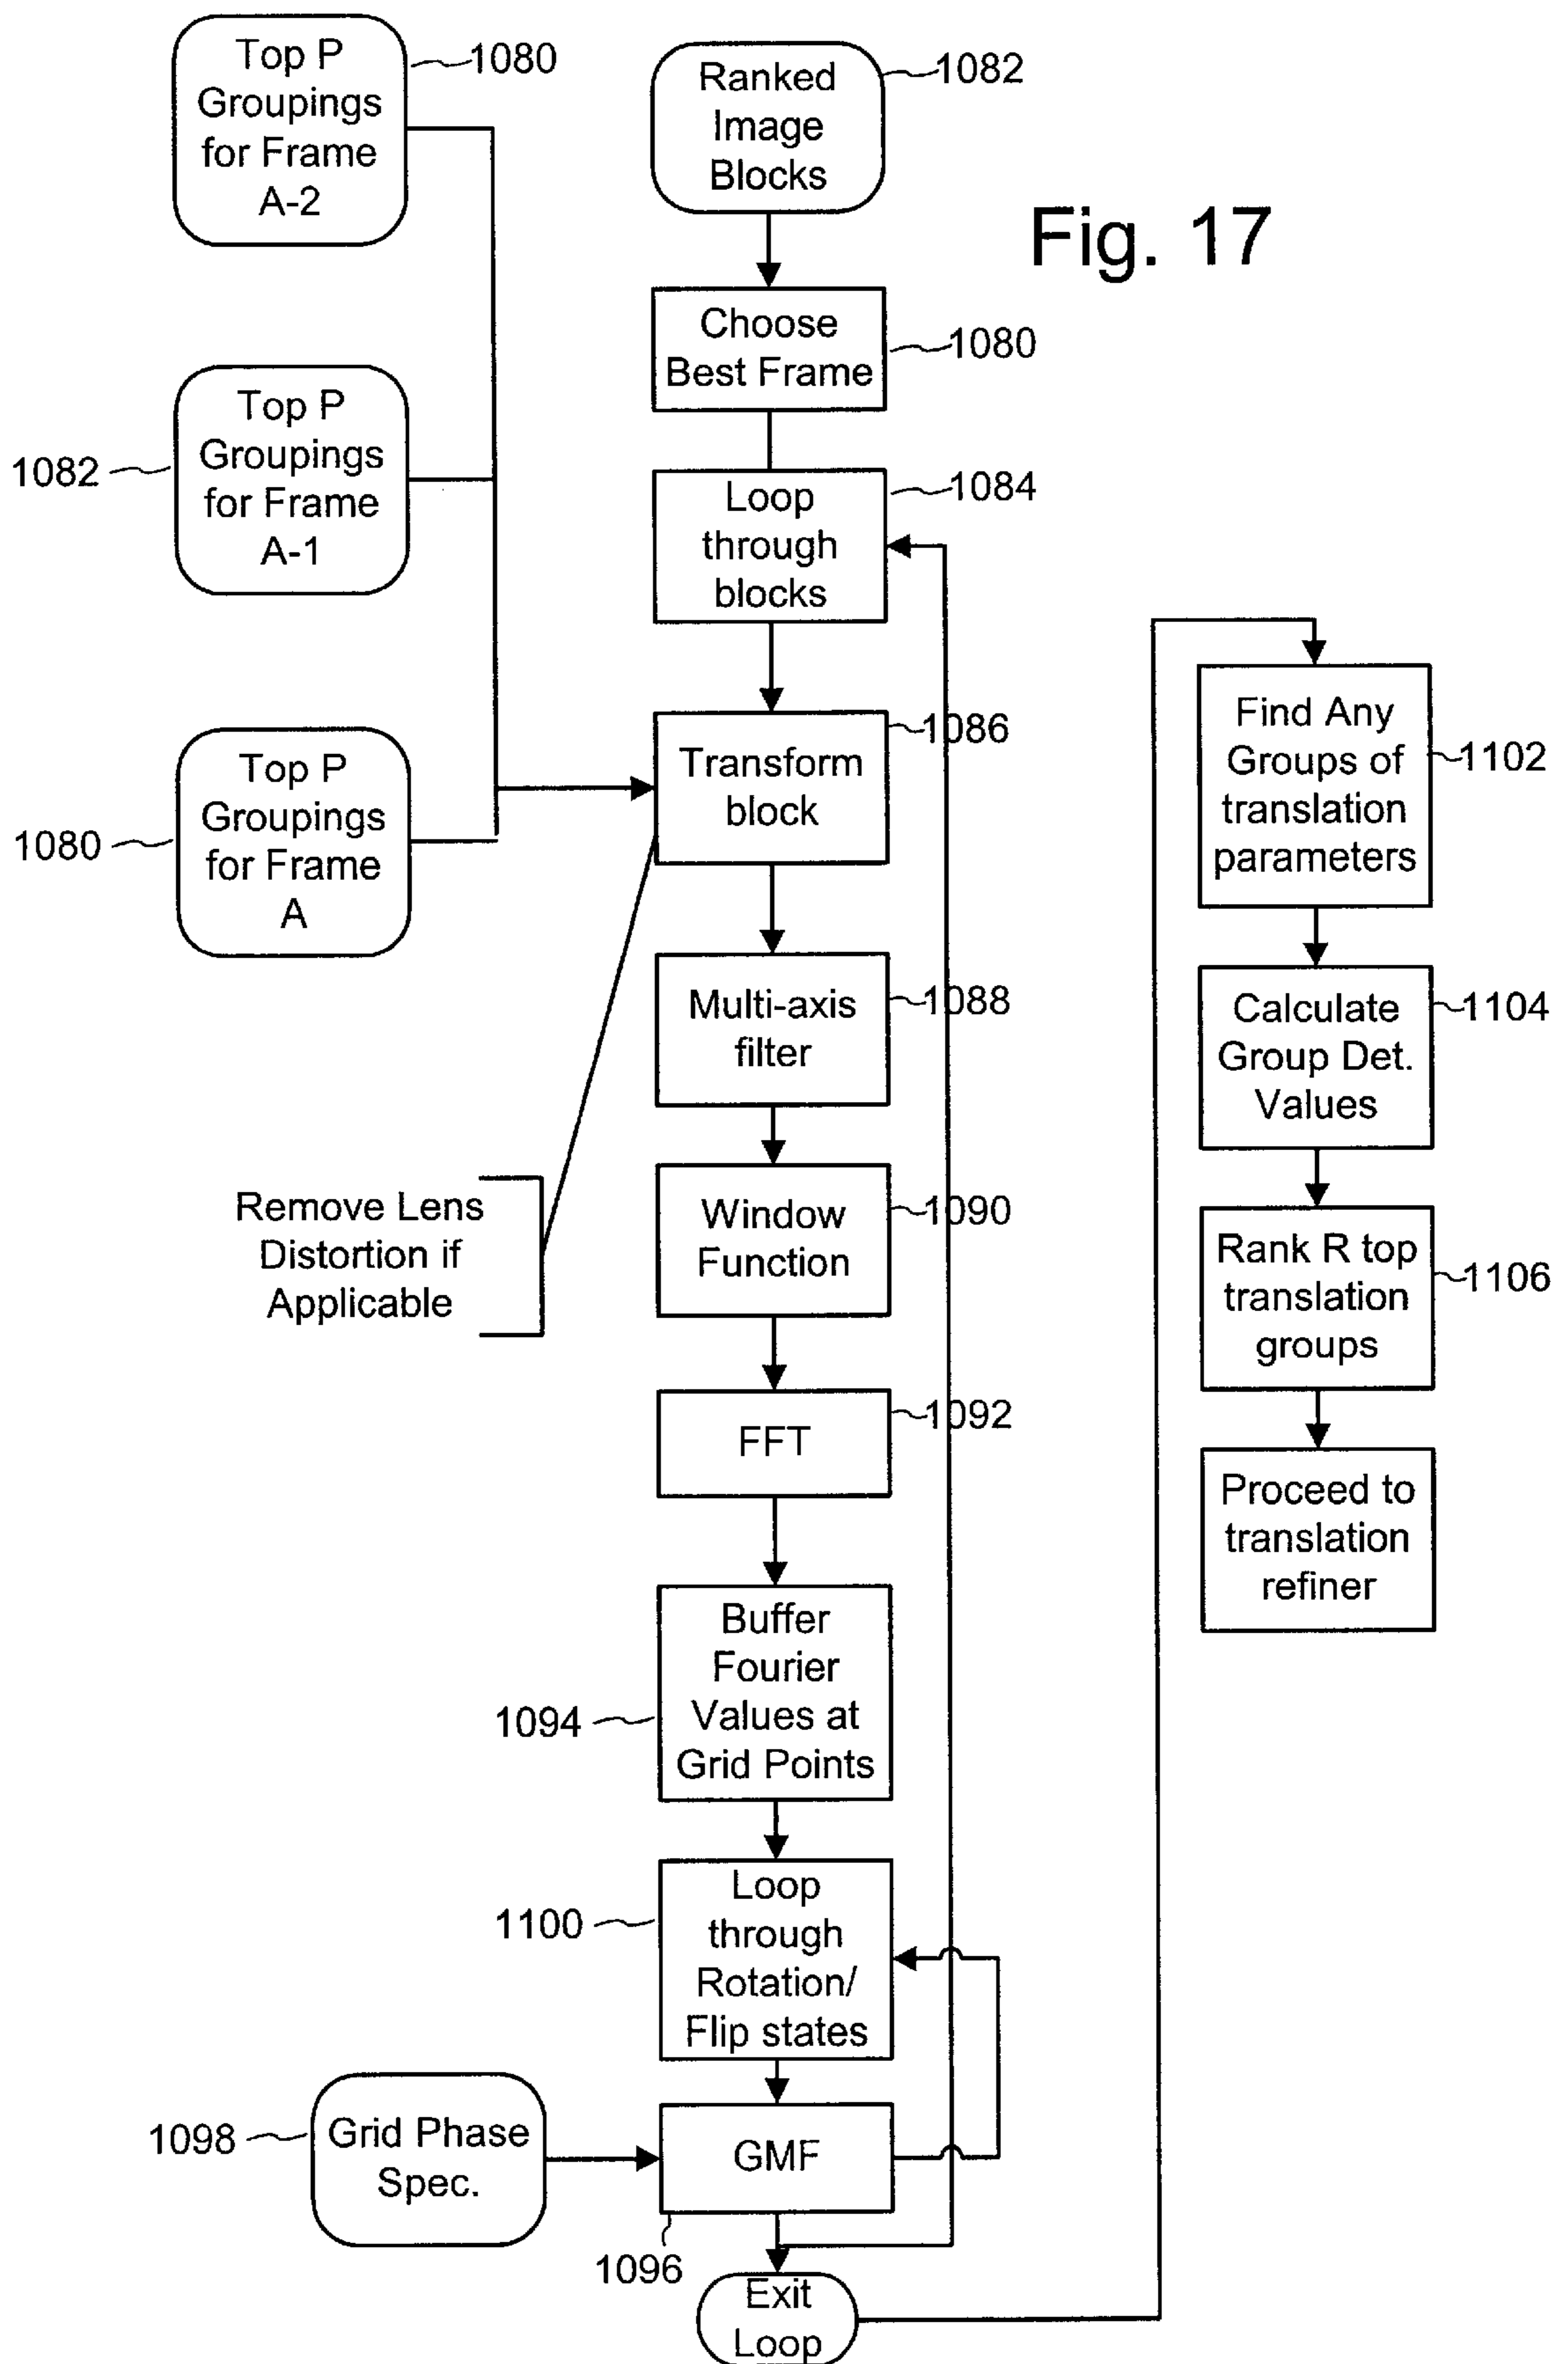 Top P
Groupings
for Frame
A-2
1080
Ranked
Image
Blocks
1082
Fig. 17
Choose
Best Frame
1080
Top P
Groupings
for Frame
A-1
1082
Loop
through
blocks
1084
Top P
Groupings
for Frame
A
1080
Transform
block
1086
Remove Lens
Distortion if
Applicable
Multi-axis
filter
1088
Window
Function
1090
FFT
1092
Buffer
Fourier
Values at
Grid Points
1094
Loop
through
Rotation/
Flip states
1100
Grid Phase
Spec.
1098
GMF
1096
Exit
Loop
Find Any
Groups of
translation
parameters
1102
Calculate
Group Det.
Values
1104
Rank R top
translation
groups
1106
Proceed to
translation
refiner